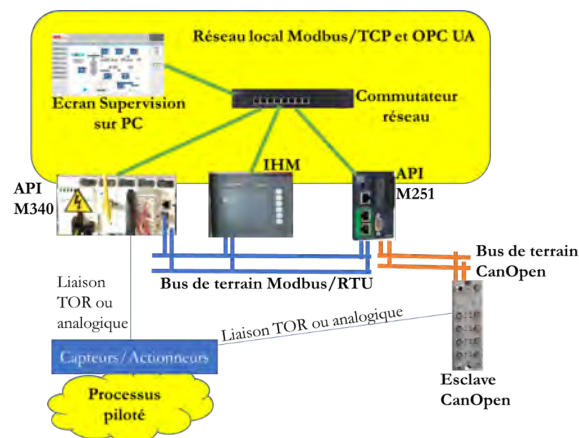 Réseau local Modbus/TCP et OPC UA
Ecran Supervision
sur PC
Commutateur
réseau
API
M340
IHM
API
M251
Bus de terrain
CanOpen
Bus de terrain Modbus/RTU
Liaison
TOR ou
analogique
Liaison TOR ou analogique
Capteurs/Actionneurs
Processus
piloté
Esclave
CanOpen